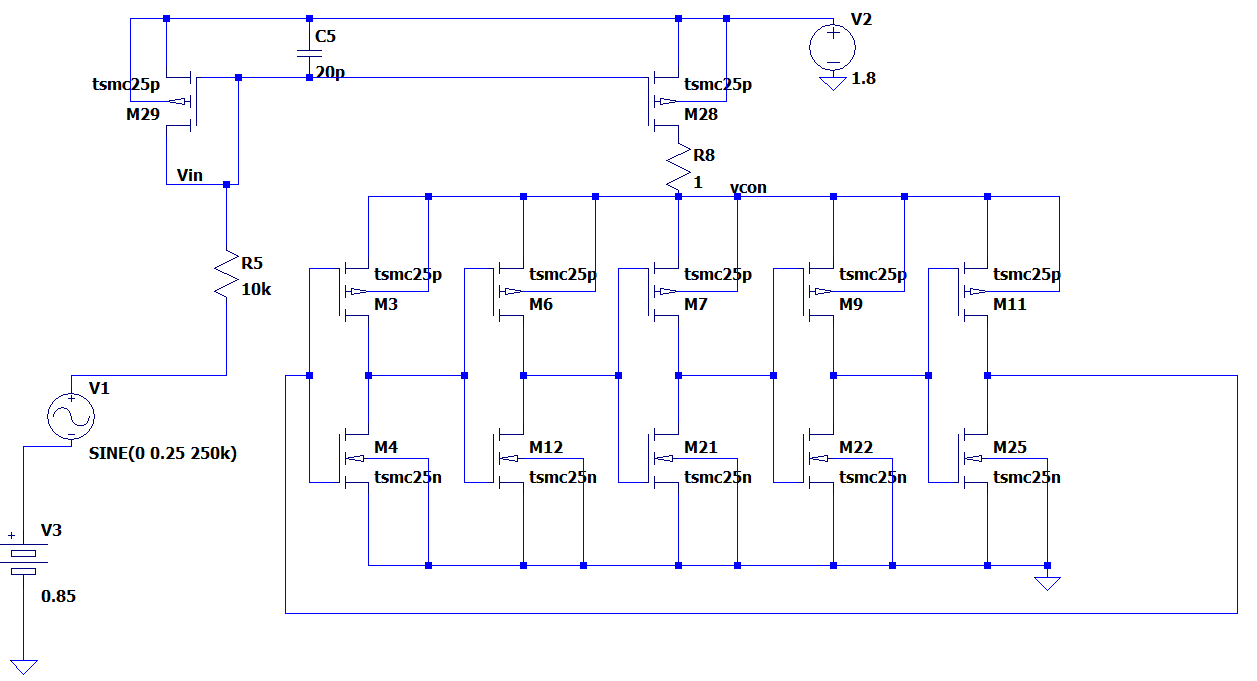 V2
C5
20p
tsmc25p
M29
tsmc25p
M28
1.8
R8
1
Vin
vcon
R5
10k
tsmc25p
M3
tsmc25p
M6
tsmc25p
M7
tsmc25p
M9
tsmc25p
M11
V1
SINE(0 0.25 250k)
M4
tsmc25n
M12
tsmc25n
M21
tsmc25n
M22
tsmc25n
M25
tsmc25n
V3
0.85